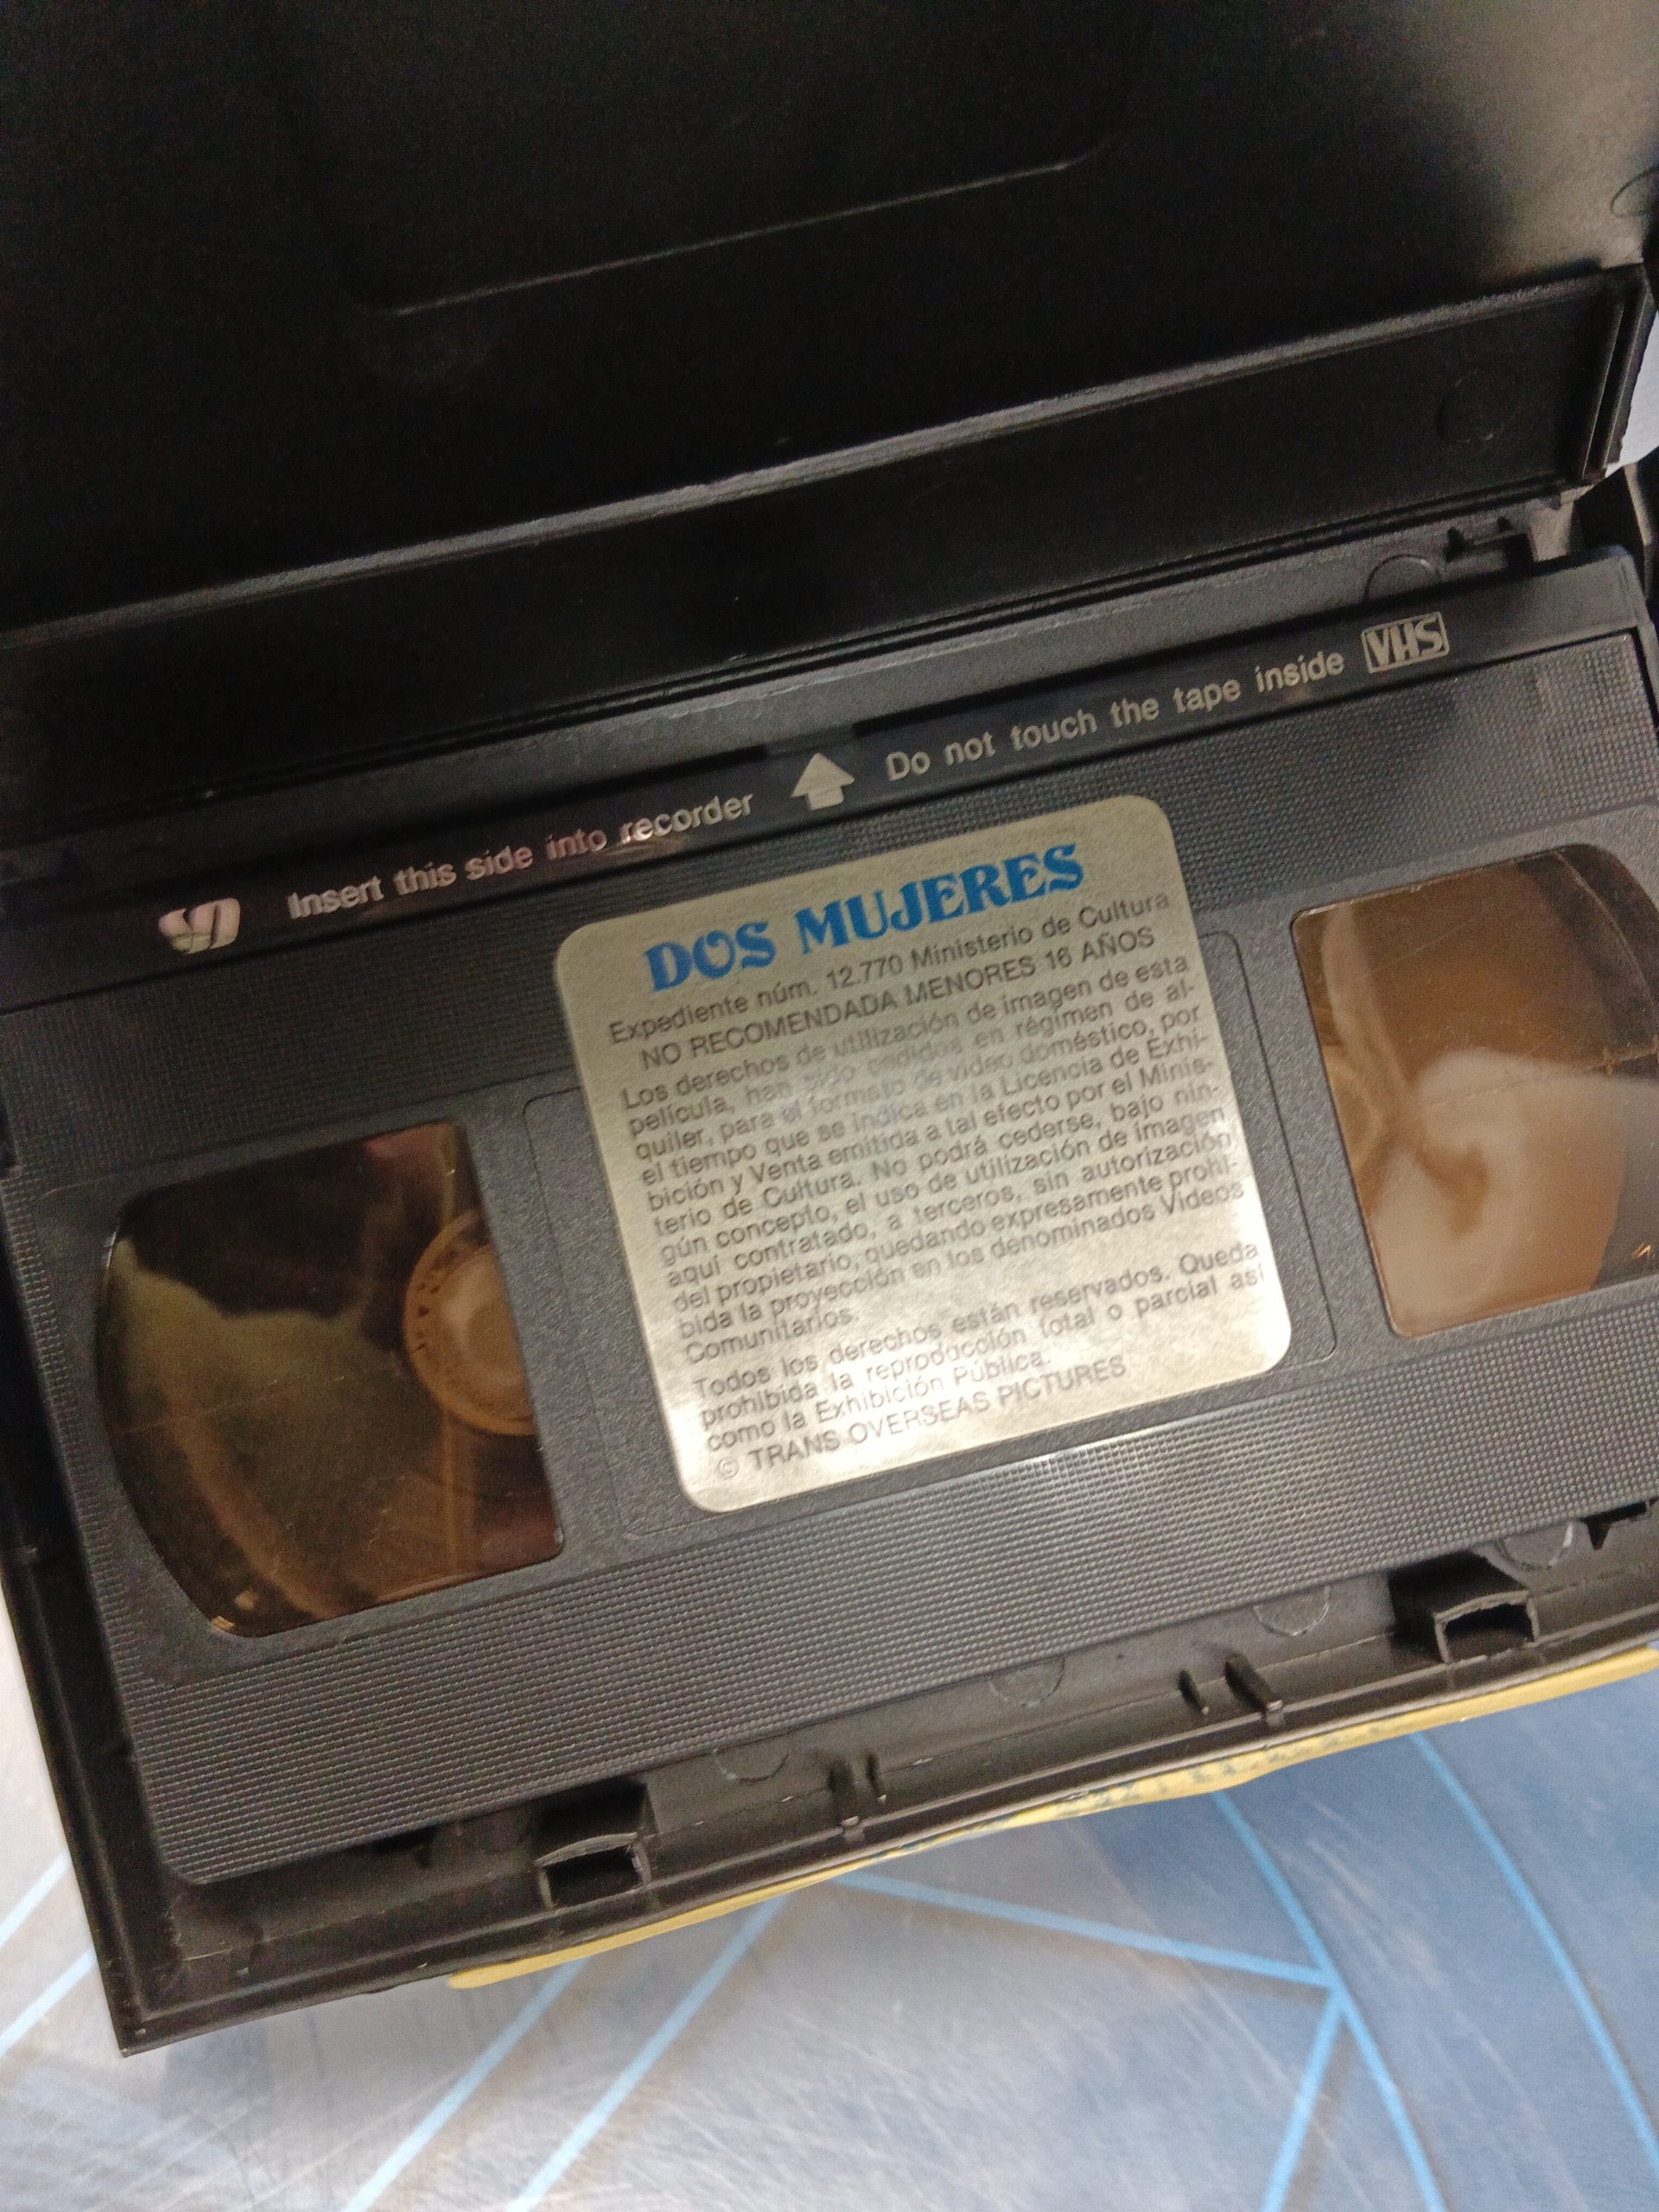 Insert this side into recorder Do not touch the tape inside VHS
DOS MUJERES
Expediente núm. 12.770 Ministerio de Cultura
NO RECOMENDADA MENORES 16 AÑOS
Los derechos de utilización de imagen de esta
película, han sido cedidos en régimen de al-
quiler, para el formato de video doméstico, por
el tiempo que se indica en la Licencia de Exhi-
bición y Venta emitida a tal efecto por el Minis-
terio de Cultura. No podrá cederse, bajo nin-
gún concepto, el uso de utilización de imagen
aquí contratado, a terceros, sin autorización
del propietario, quedando expresamente prohi-
bida la proyección en los denominados Videos
Comunitarios.
Todos los derechos están reservados. Queda
prohibida la reproducción total o parcial así
como la Exhibición Pública.
© TRANS OVERSEAS PICTURES